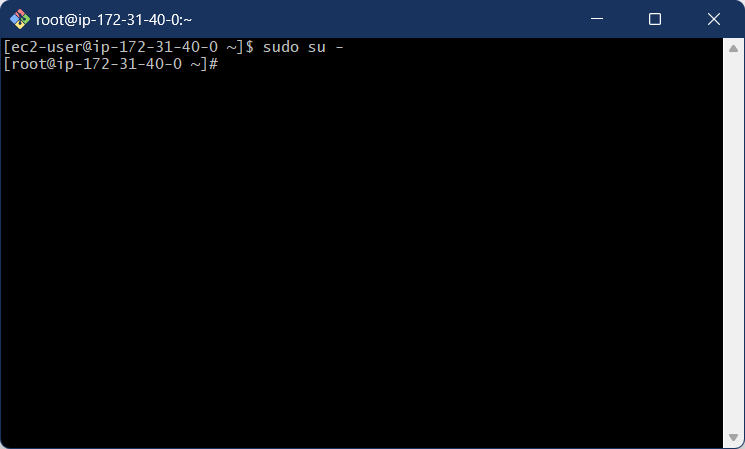 root@ip-172-31-40-0:~
[ec2-user@ip-172-31-40-0 ~]$ sudo su -
[root@ip-172-31-40-0 ~]#